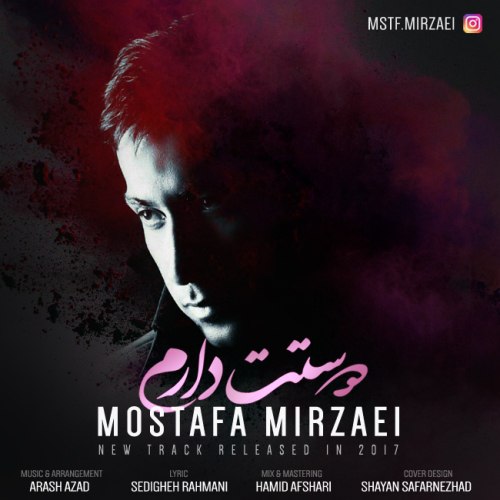 MSTF.MIRZAEI
دوستت دارم
MOSTAFA MIRZAEI
NEW TRACK RELEASED IN 2017
MUSIC & ARRANGEMENT
ARASH AZAD
LYRIC
SEDIGHEH RAHMANI
MIX & MASTERING
HAMID AFSHARI
COVER DESIGN
SHAYAN SAFARNEZHAD